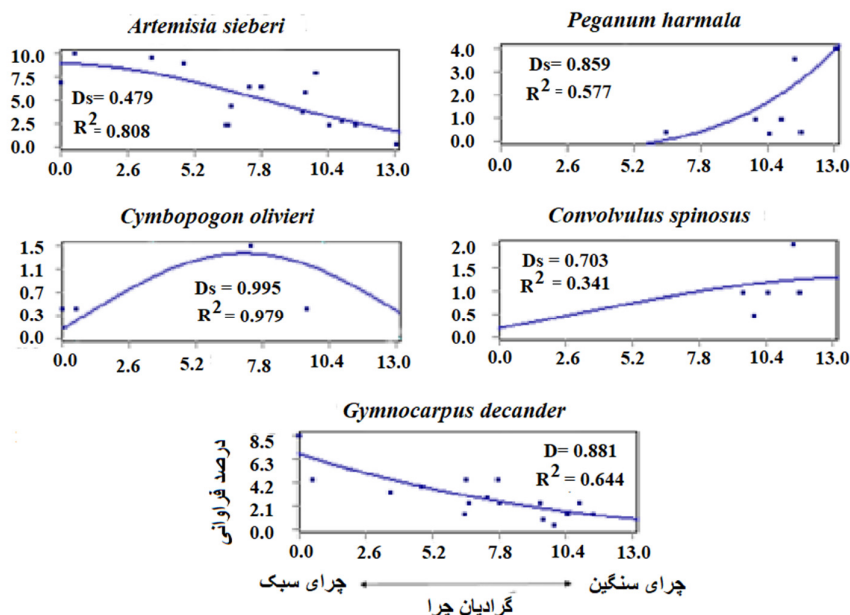 Artemisia sieberi
10.0
7.5
5.0
2.5
0.0
Ds= 0.479
R² = 0.808
0.0 2.6 5.2 7.8 10.4 13.0
Peganum harmala
4.0
3.0
2.0
1.0
0.0
Ds= 0.859
R² = 0.577
0.0 2.6 5.2 7.8 10.4 13.0
Cymbopogon olivieri
1.5
1.1
0.7
0.3
0.0
Ds = 0.995
R² = 0.979
0.0 2.6 5.2 7.8 10.4 13.0
Convolvulus spinosus
2.0
1.5
1.0
0.5
0.0
Ds = 0.703
R² = 0.341
0.0 2.6 5.2 7.8 10.4 13.0
Gymnocarpus decander
درصد فراوانی
8.5
6.3
4.2
2.1
0.0
D= 0.881
R² = 0.644
0.0 2.6 5.2 7.8 10.4 13.0
چرای سنگین چرای سبک
گرادیان چرا